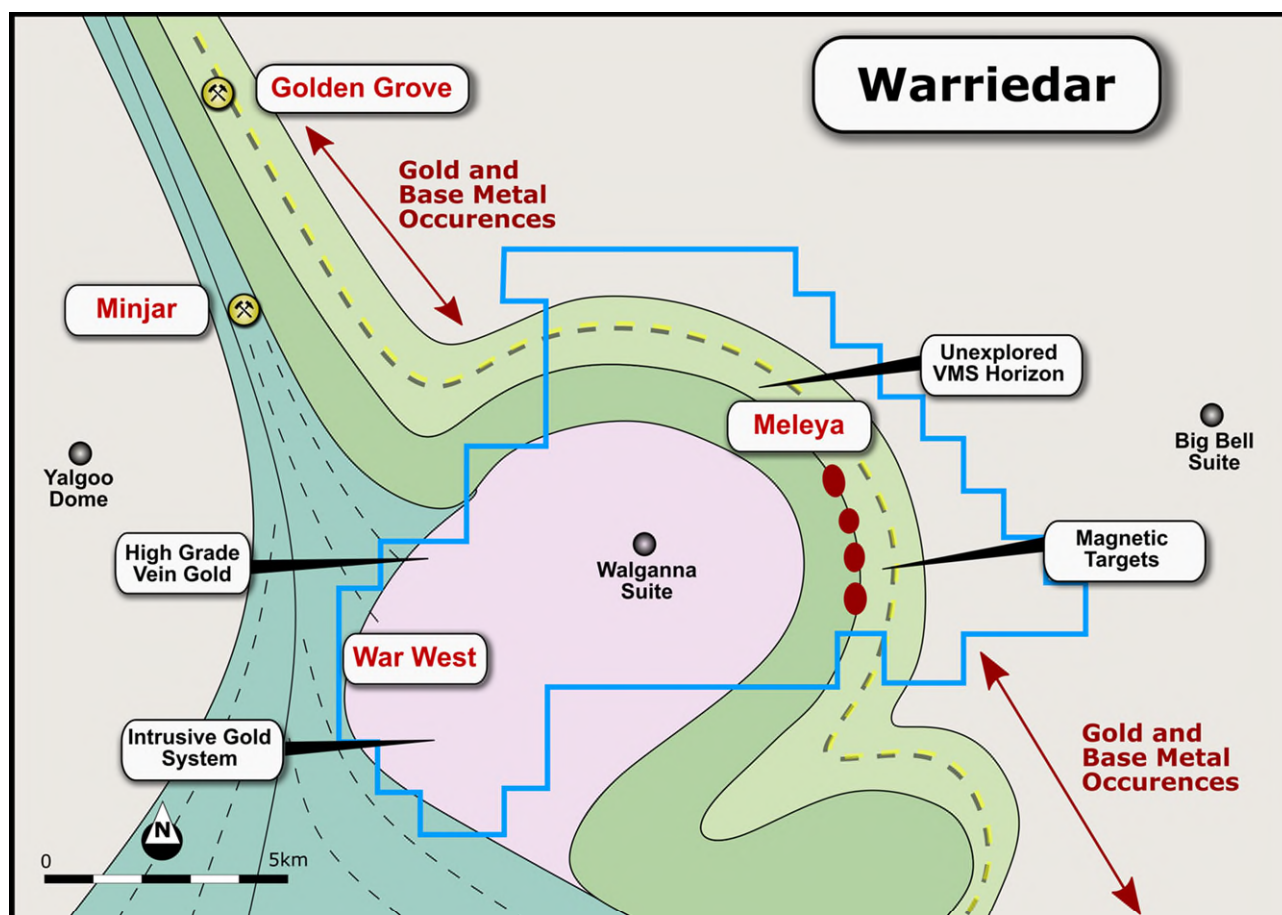 Warriedar
Golden Grove
Gold and
Base Metal
Occurences
Minjar
Unexplored
VMS Horizon
Meleya
Big Bell
Suite
Yalgoo
Dome
High Grade
Vein Gold
Walganna
Suite
Magnetic
Targets
War West
Intrusive Gold
System
Gold and
Base Metal
Occurences
N
0
5km